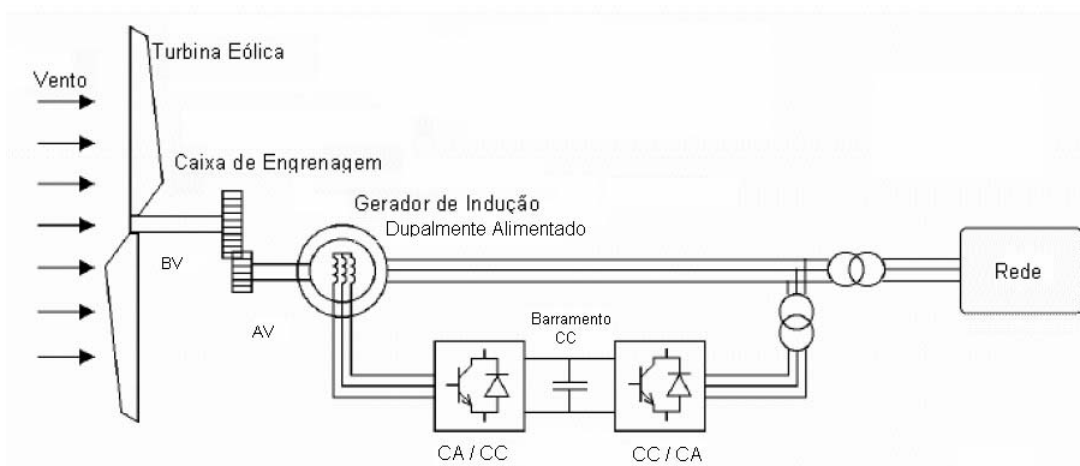 Turbina Eólica
Vento
Caixa de Engrenagem
Gerador de Indução
Dupalmente Alimentado
BV
Rede
AV
Barramento
CC
CA / CC
CC / CA